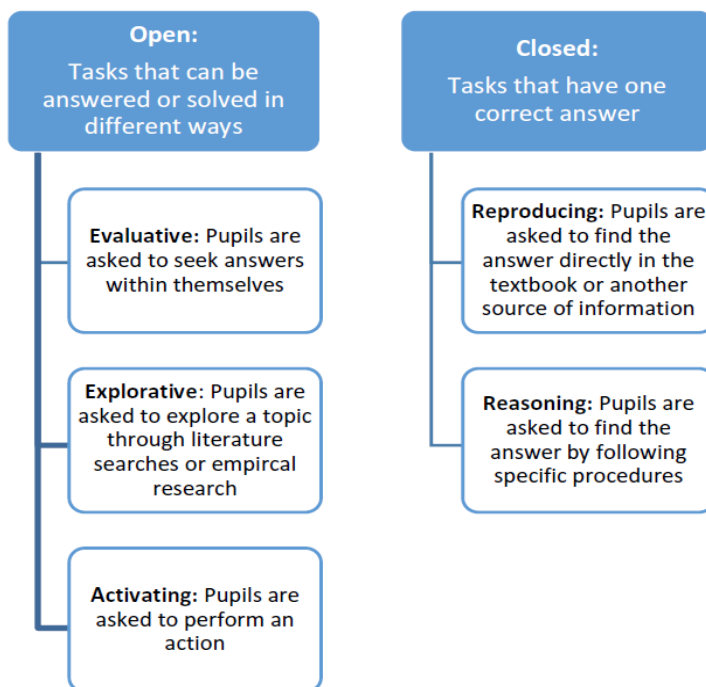 Open:
Tasks that can be
answered or solved in
different ways
Evaluative: Pupils are
asked to seek answers
within themselves
Explorative: Pupils are
asked to explore a topic
through literature
searches or empircal
research
Activating: Pupils are
asked to perform an
action
Closed:
Tasks that have one
correct answer
Reproducing: Pupils are
asked to find the
answer directly in the
textbook or another
source of information
Reasoning: Pupils are
asked to find the
answer by following
specific procedures